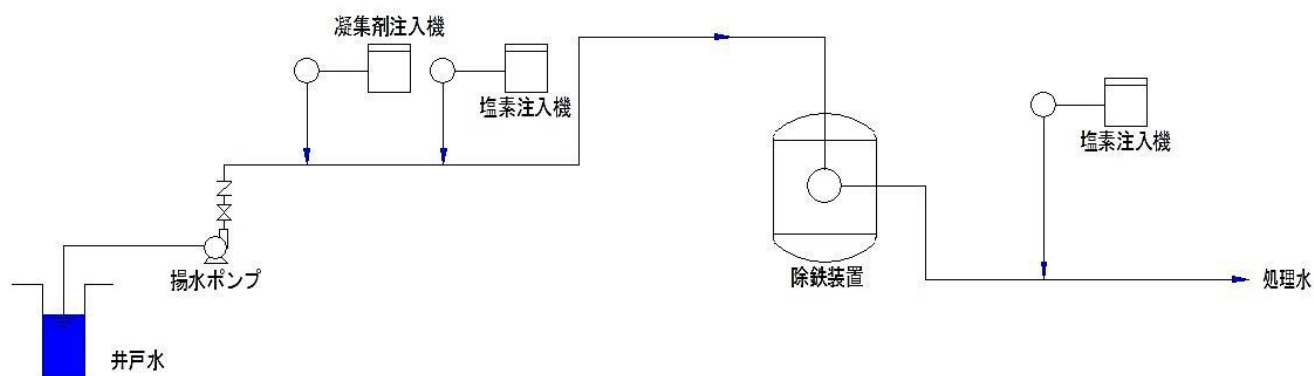 凝集剤注入機
塩素注入機
塩素注入機
揚水ポンプ
除鉄装置
処理水
井戸水